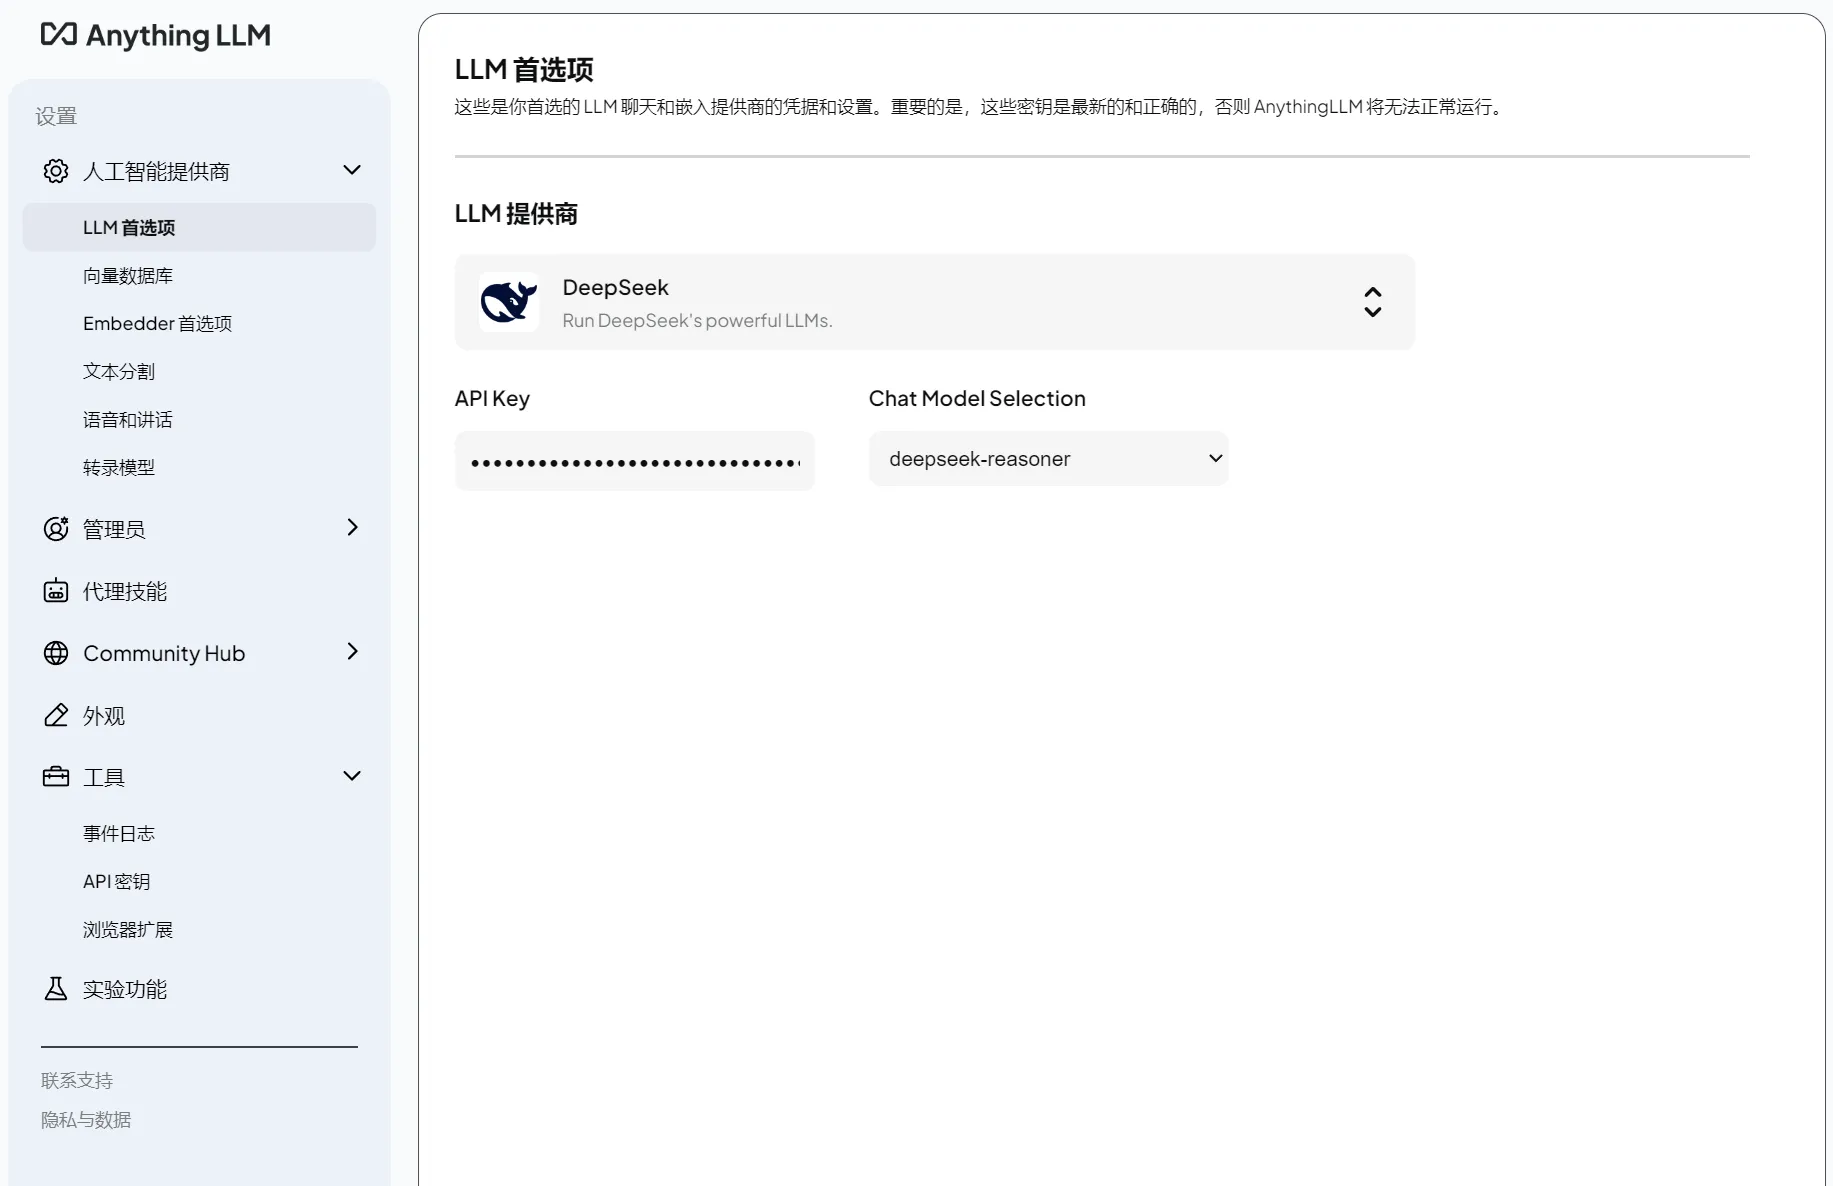 Anything LLM
设置
人工智能提供商
LLM 首选项
向量数据库
Embedder 首选项
文本分割
语音和讲话
转录模型
管理员
代理技能
Community Hub
外观
工具
事件日志
API 密钥
浏览器扩展
实验功能
联系支持
隐私与数据
LLM 首选项
这些是你首选的 LLM 聊天和嵌入提供商的凭据和设置。重要的是，这些密钥是最新的和正确的，否则 AnythingLLM 将无法正常运行。
LLM 提供商
DeepSeek
Run DeepSeek's powerful LLMs.
API Key
Chat Model Selection
deepseek-reasoner